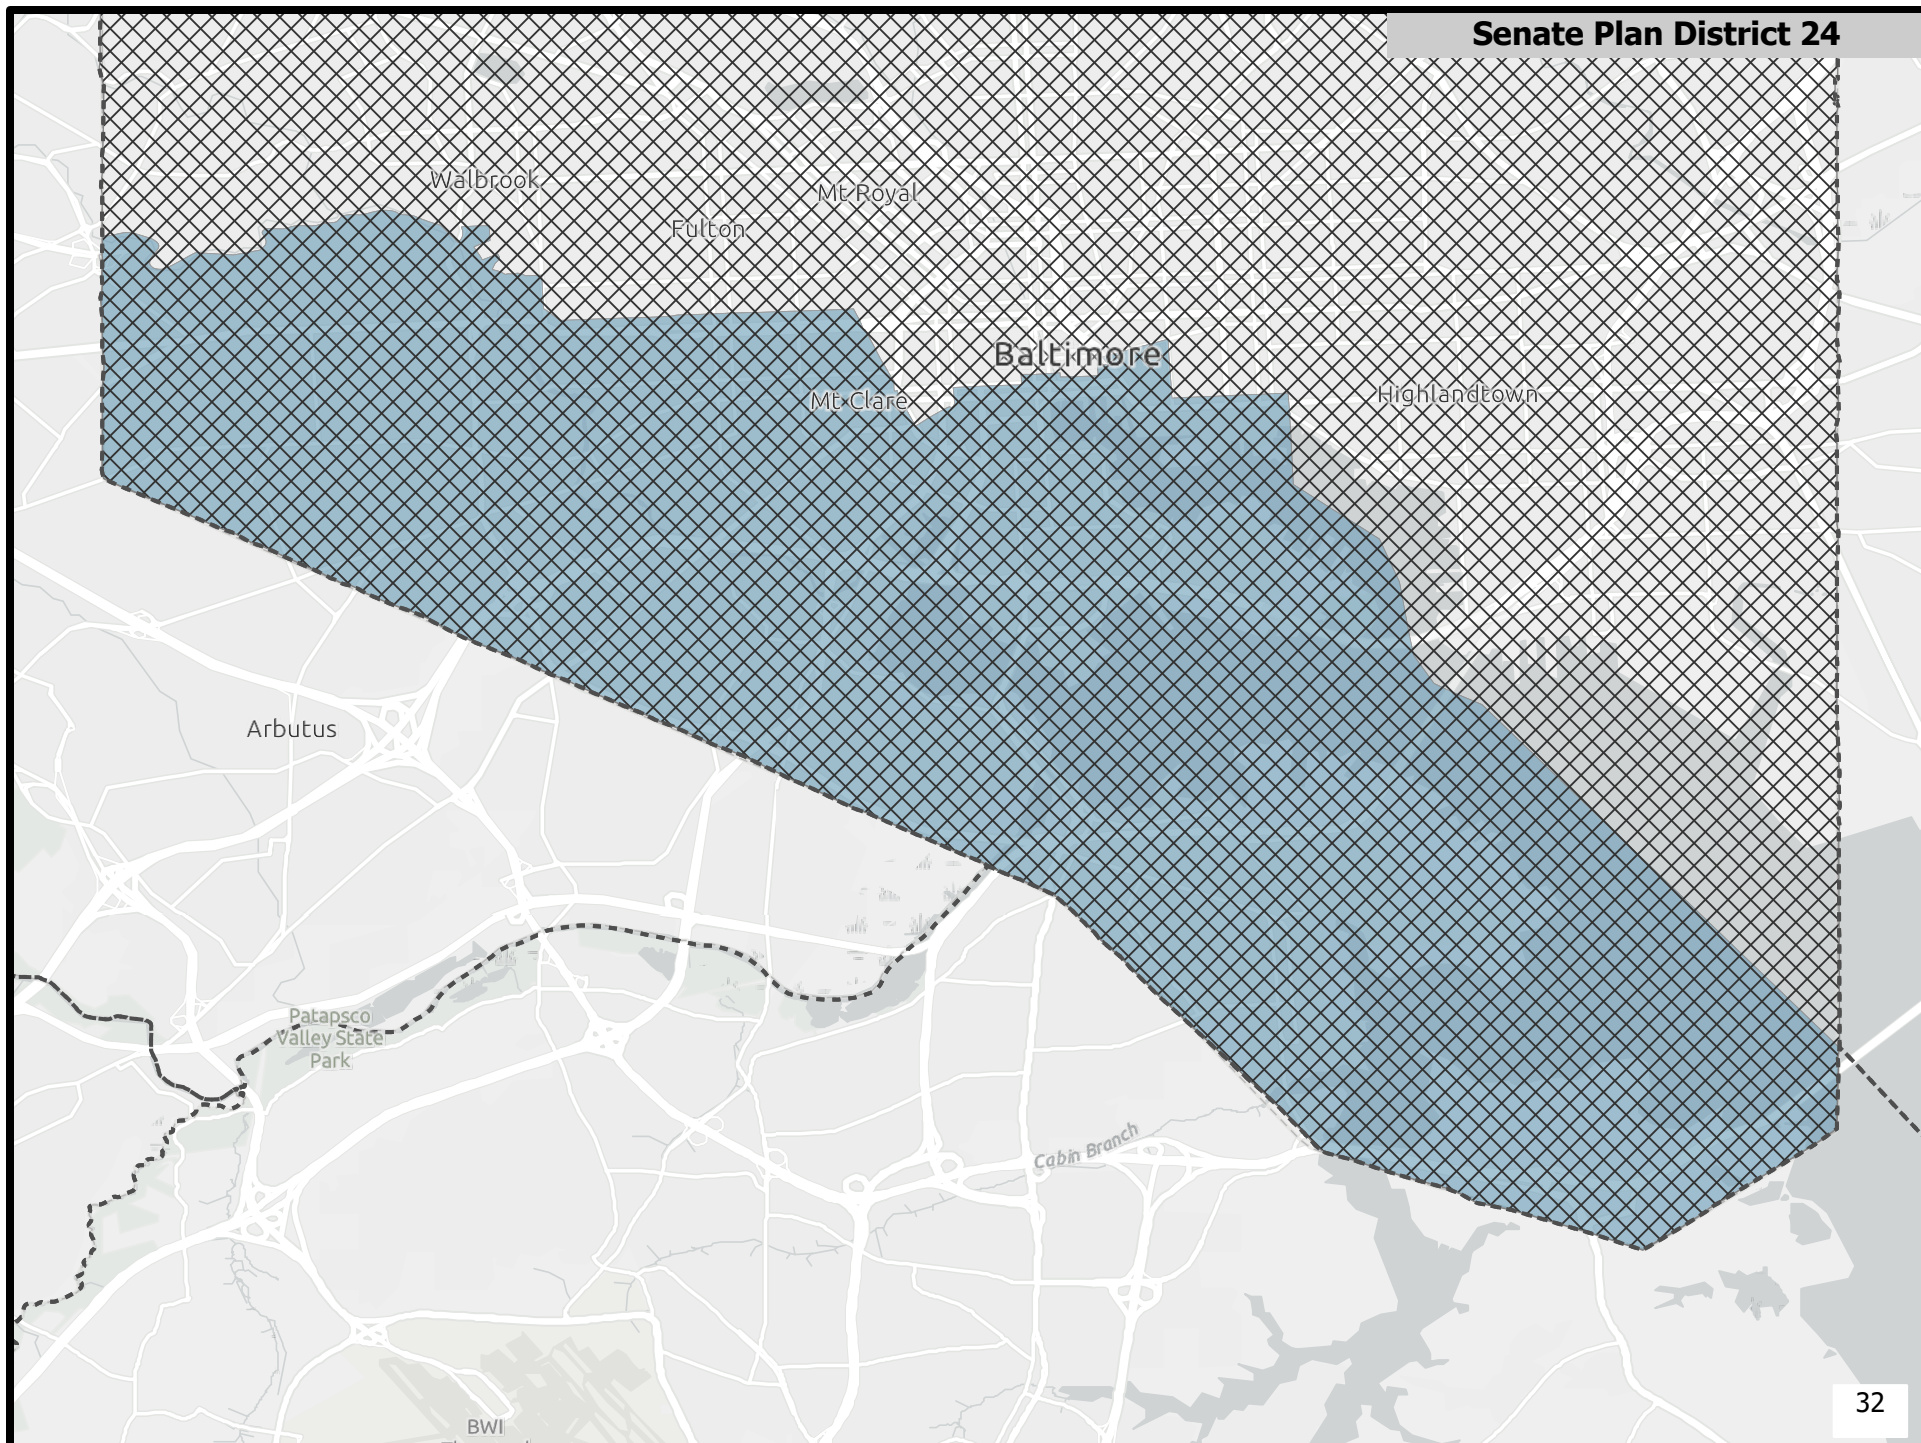 Senate Plan District 24
Walbrook
Mt Royal
Fulton
Baltimore
Mt Clare
Highlandtown
Arbutus
Patapsco
Valley State
Park
Cabin Branch
32
BWI